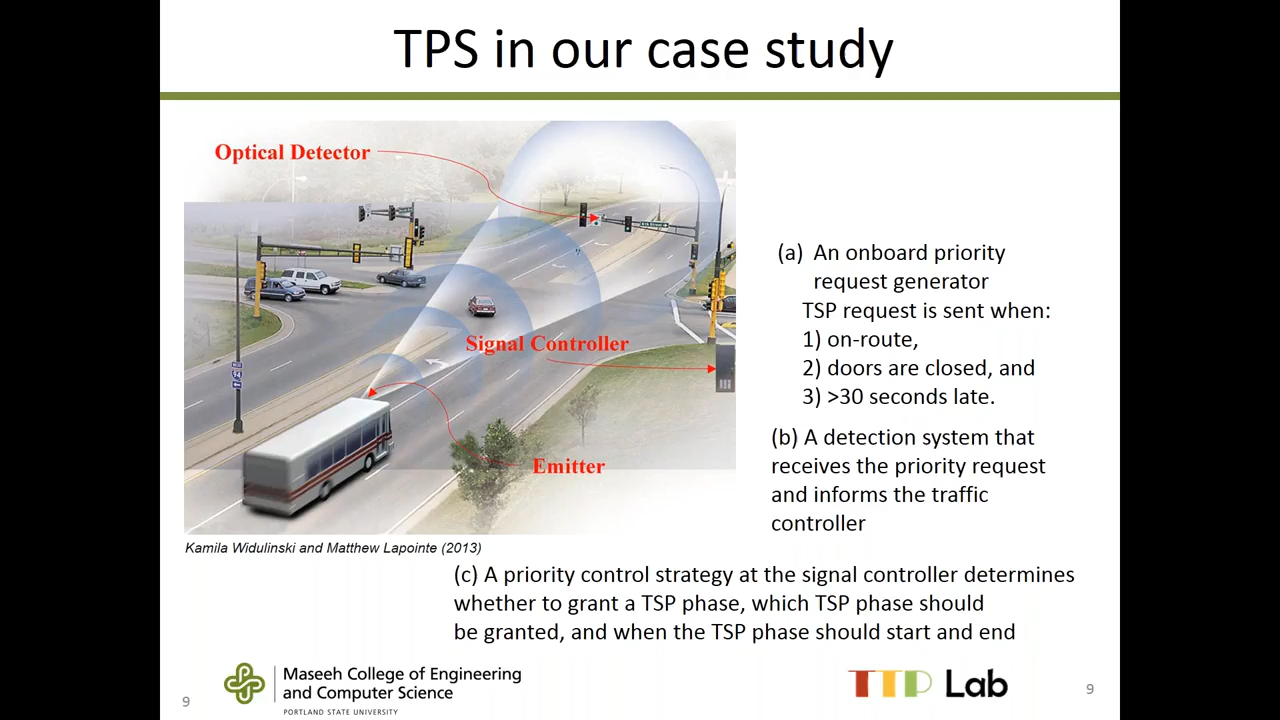 TPS in our case study
Optical Detector
Signal Controller
Emitter
Kamila Widulinski and Matthew Lapointe (2013)
(a) An onboard priority
request generator
TSP request is sent when:
1) on-route,
2) doors are closed, and
3) >30 seconds late.
(b) A detection system that
receives the priority request
and informs the traffic
controller
(c) A priority control strategy at the signal controller determines
whether to grant a TSP phase, which TSP phase should
be granted, and when the TSP phase should start and end
9
Maseeh College of Engineering
and Computer Science
PORTLAND STATE UNIVERSITY
TTP Lab
9